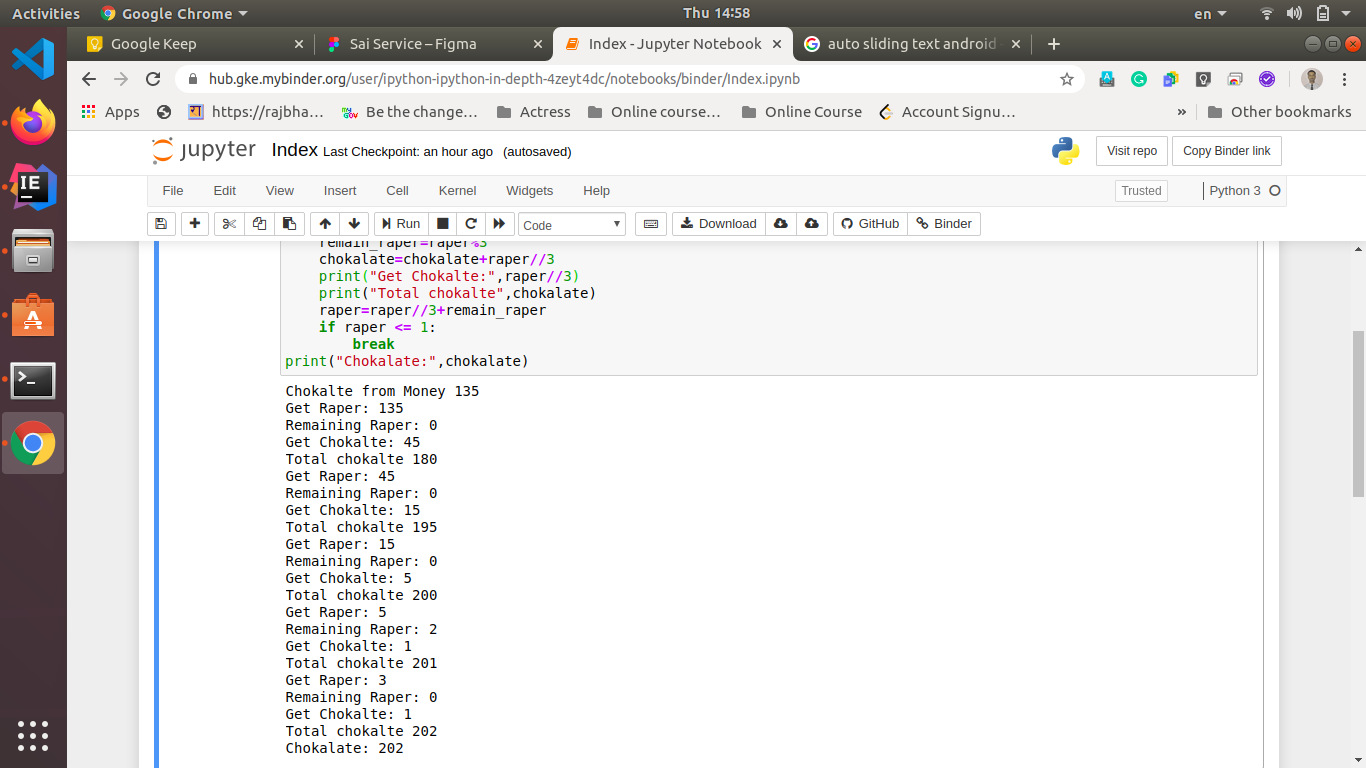 Activities Google Chrome Thu 14:58 en
Google Keep Sai Service – Figma Index - Jupyter Notebook auto sliding text android
hub.gke.mybinder.org/user/ipython-ipython-in-depth-4zeyt4dc/notebooks/binder/Index.ipynb
Apps https://rajbha... Be the change... Actress Online course... Online Course Account Signu... » Other bookmarks
jupyter Index Last Checkpoint: an hour ago (autosaved) Visit repo Copy Binder link
File Edit View Insert Cell Kernel Widgets Help Trusted Python 3
Run Code Download GitHub Binder
remain_raper=raper%3
chokalate=chokalate+raper//3
print("Get Chokalte:",raper//3)
print("Total chokalte",chokalate)
raper=raper//3+remain_raper
if raper <= 1:
break
print("Chokalate:",chokalate)
Chokalte from Money 135
Get Raper: 135
Remaining Raper: 0
Get Chokalte: 45
Total chokalte 180
Get Raper: 45
Remaining Raper: 0
Get Chokalte: 15
Total chokalte 195
Get Raper: 15
Remaining Raper: 0
Get Chokalte: 5
Total chokalte 200
Get Raper: 5
Remaining Raper: 2
Get Chokalte: 1
Total chokalte 201
Get Raper: 3
Remaining Raper: 0
Get Chokalte: 1
Total chokalte 202
Chokalate: 202